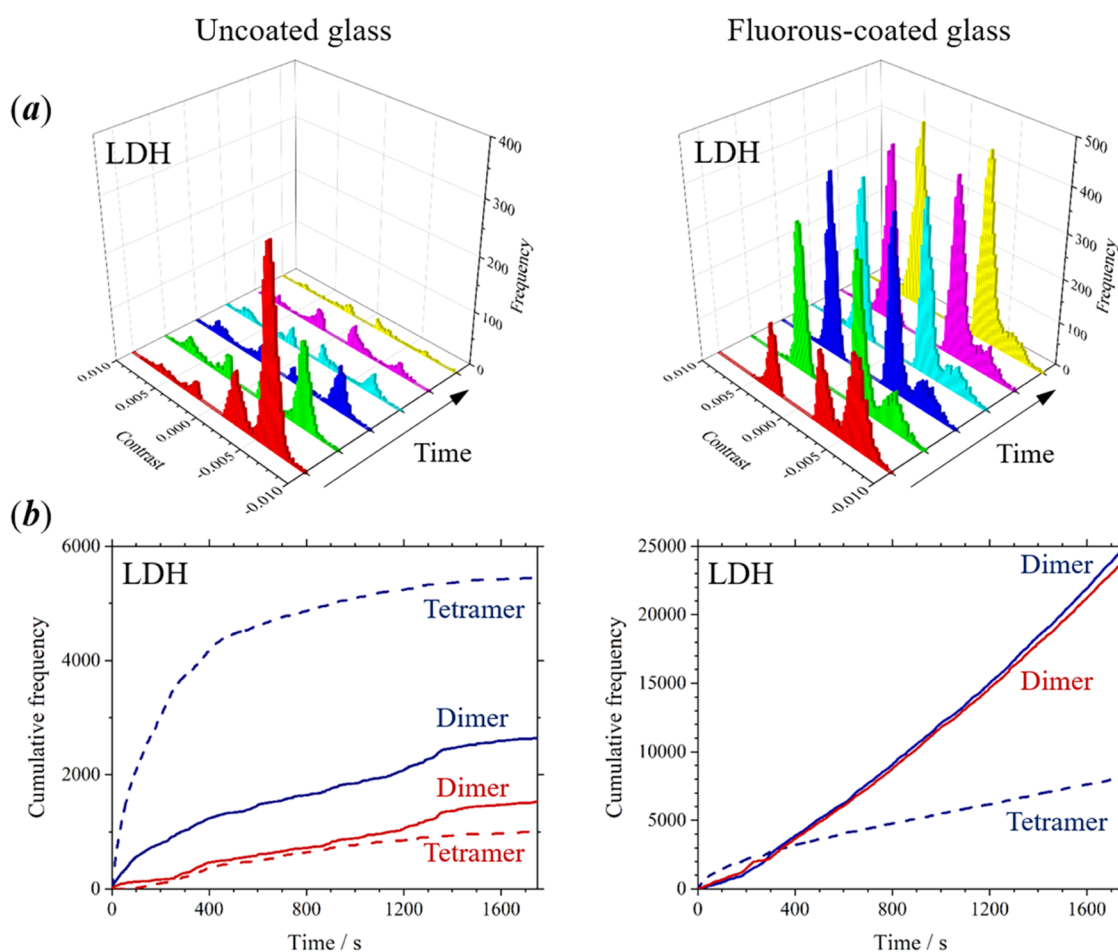 Uncoated glass
Fluorous-coated glass
(a)
LDH
400
300
200
100
0
Frequency
0.010
0.005
0.000
-0.005
-0.010
Contrast
Time
LDH
500
400
300
200
100
0
Frequency
0.010
0.005
0.000
-0.005
-0.010
Contrast
Time
(b)
LDH
6000
4000
2000
0
Cumulative frequency
Tetramer
Dimer
Dimer
Tetramer
0 400 800 1200 1600
Time / s
LDH
25000
20000
15000
10000
5000
0
Cumulative frequency
Dimer
Dimer
Tetramer
0 400 800 1200 1600
Time / s